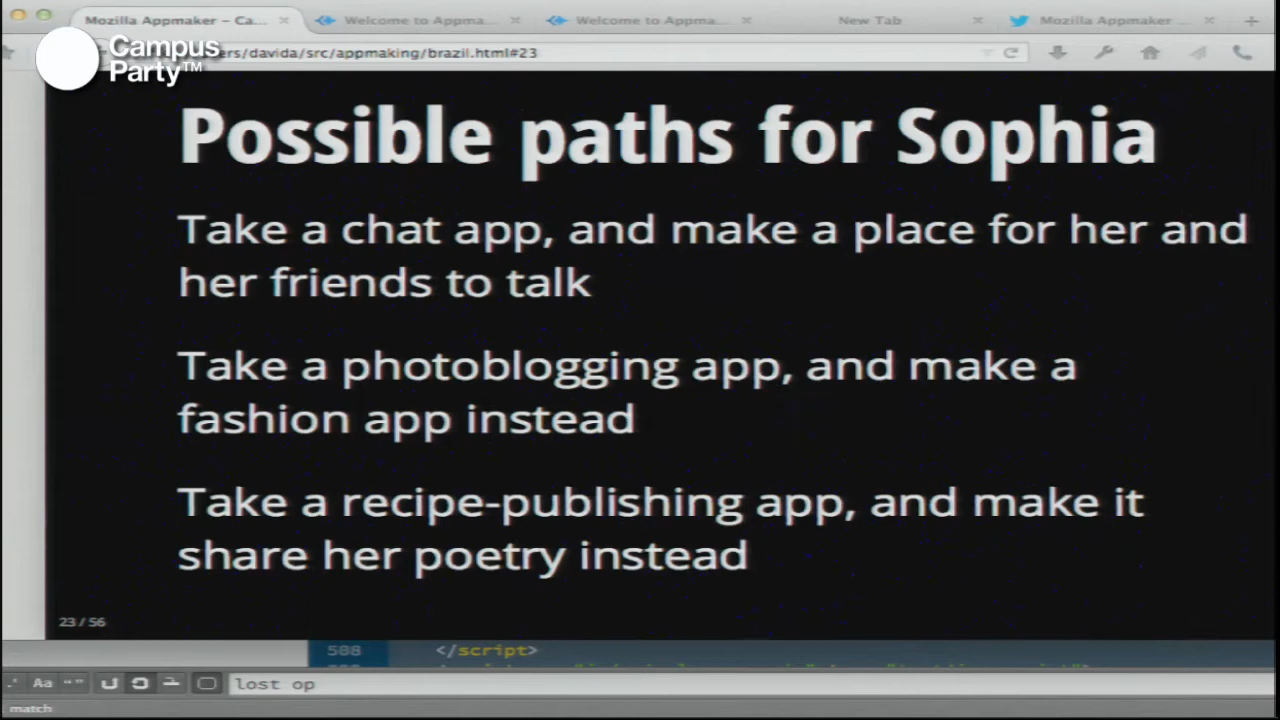 Mozilla Appmaker – Ca...
Welcome to Appma...
Welcome to Appma...
New Tab
Mozilla Appmaker ...
Campus
Party™
ers/davida/src/appmaking/brazil.html#23
Possible paths for Sophia
Take a chat app, and make a place for her and
her friends to talk
Take a photoblogging app, and make a
fashion app instead
Take a recipe-publishing app, and make it
share her poetry instead
23 / 56
508 </script>
.* Aa “”
lost op
match